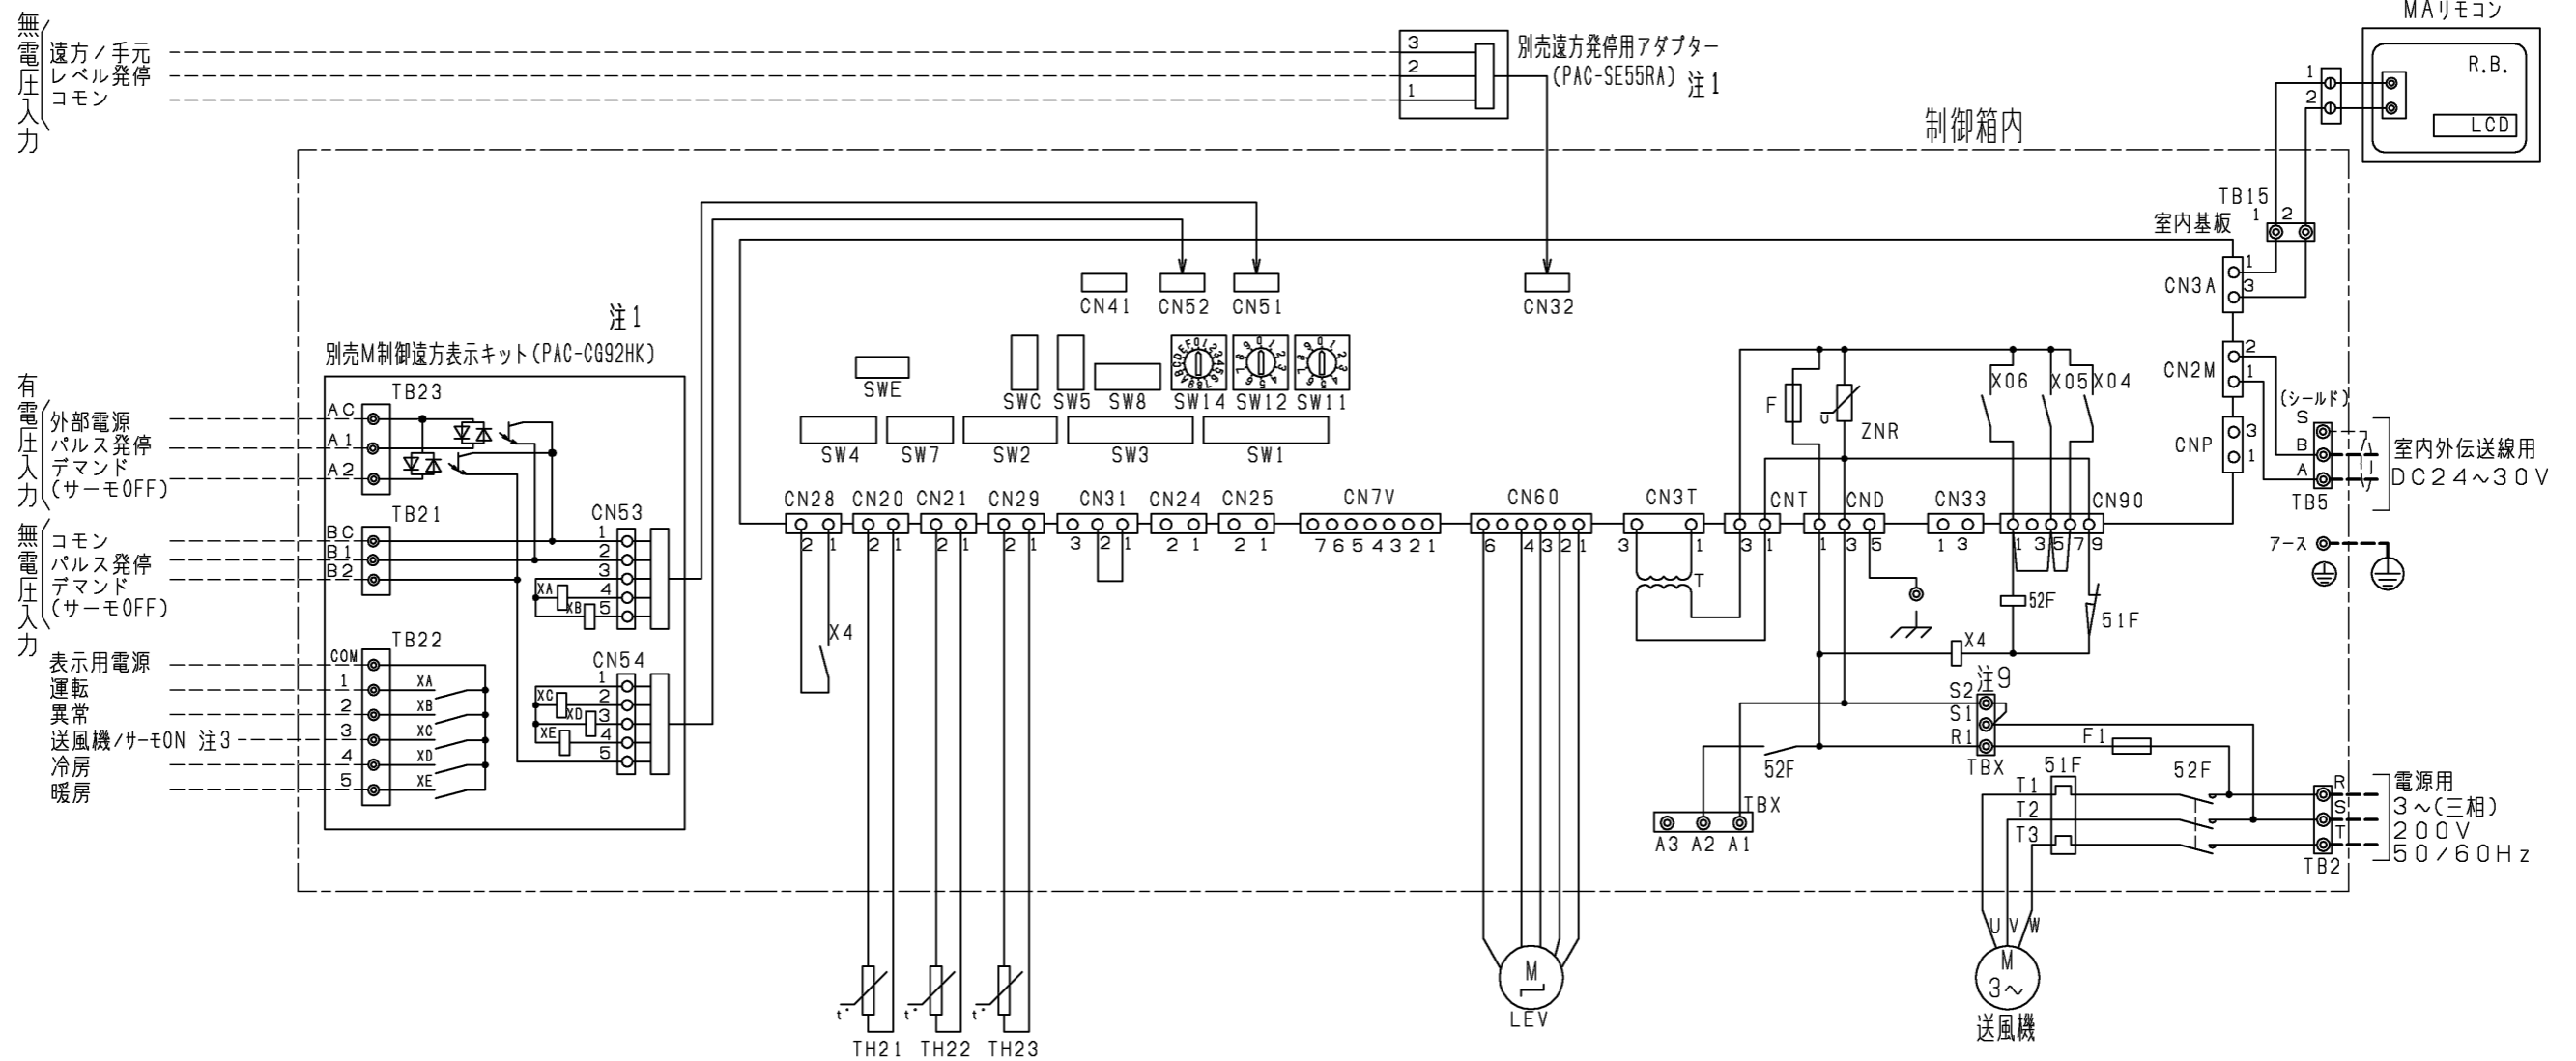 MAリモコン
R.B.
LCD
1
2
無電圧入力
遠方/手元
レベル発停
コモン
3
2
1
別売遠方発停用アダプター
(PAC-SE55RA) 注1
制御箱内
TB15
1 2
室内基板
CN3A
1
3
CN41 CN52 CN51 CN32
注1
別売M制御遠方表示キット(PAC-CG92HK)
SWE SWC SW5 SW8 SW14 SW12 SW11
SW4 SW7 SW2 SW3 SW1
F
U
ZNR
X06 X05 X04
CN2M
2
1
CNP
3
1
(シールド)
S
B
A
TB5
室内外伝送線用
DC24~30V
アース
有電圧入力
外部電源
パルス発停
デマンド
(サーモOFF)
TB23
AC
A1
A2
無電圧入力
コモン
パルス発停
デマンド
(サーモOFF)
TB21
BC
B1
B2
CN53
1
2
3
4
5
XA
XB
表示用電源
運転
異常
送風機/サーモON 注3
冷房
暖房
TB22
COM
1 XA
2 XB
3 XC
4 XD
5 XE
CN54
1
2
3
4
5
XC
XD
XE
CN28 CN20 CN21 CN29 CN31 CN24 CN25 CN7V CN60 CN3T CNT CND CN33 CN90
2 1 2 1 2 1 2 1 3 2 1 2 1 2 1 7 6 5 4 3 2 1 6 4 3 2 1 3 1 3 1 1 3 5 1 3 1 3 5 7 9
X4
T
52F
51F
X4
注9
S2
S1
R1
TBX
F1
52F
TBX
A3 A2 A1
51F
52F
T1
T2
T3
R
S
T
TB2
電源用
3~(三相)
200V
50/60Hz
U V W
M
3~
送風機
M
LEV
t°
t°
t°
TH21 TH22 TH23